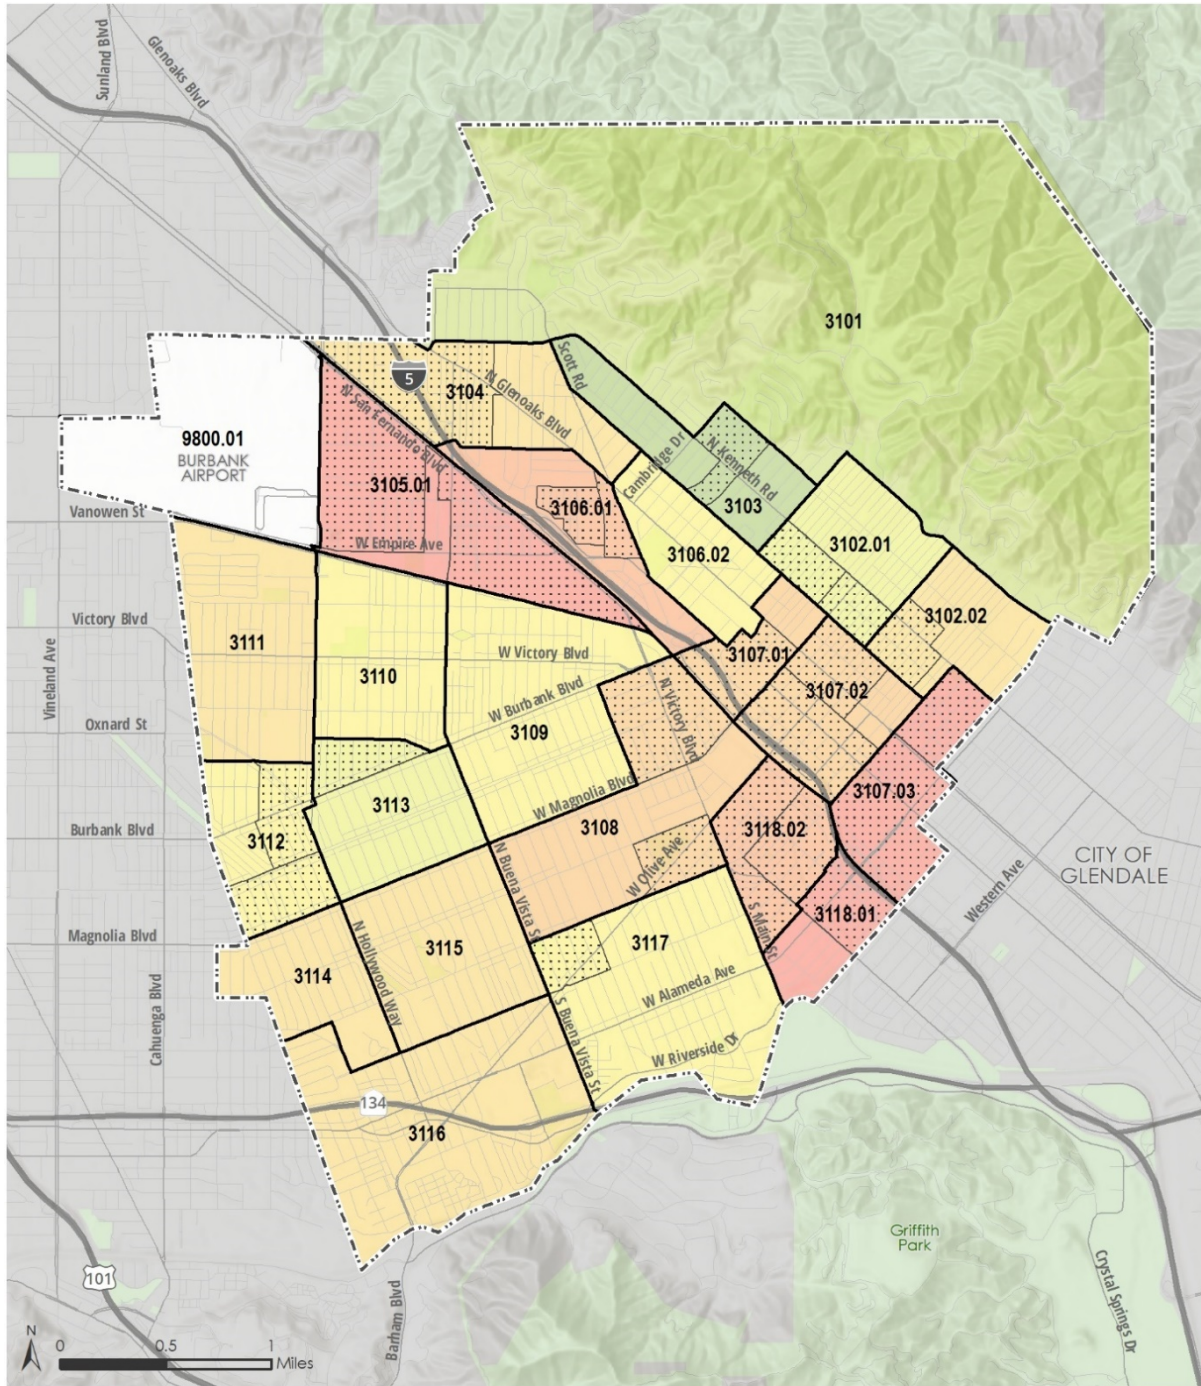 Sunland Blvd
Glenoaks Blvd
3101
Scott Rd
5
3104
N Glenoaks Blvd
N San Fernando Blvd
9800.01
BURBANK
AIRPORT
Cambridge Dr
N Kenneth Rd
3105.01
3106.01
3103
Vanowen St
W Empire Ave
3106.02
3102.01
Victory Blvd
3111
3102.02
W Victory Blvd
3107.01
3110
3107.02
Vineland Ave
N Victory Blvd
W Burbank Blvd
Oxnard St
3109
3113
W Magnolia Blvd
3107.03
Burbank Blvd
3112
3108
3118.02
CITY OF
GLENDALE
W Olive Ave
N Buena Vista St
Western Ave
3118.01
Magnolia Blvd
3114
N Hollywood Way
3115
3117
S Main St
W Alameda Ave
Cahuenga Blvd
S Buena Vista St
W Riverside Dr
134
3116
Griffith
Park
101
Barham Blvd
Crystal Springs Dr
N
0 0.5 1
Miles